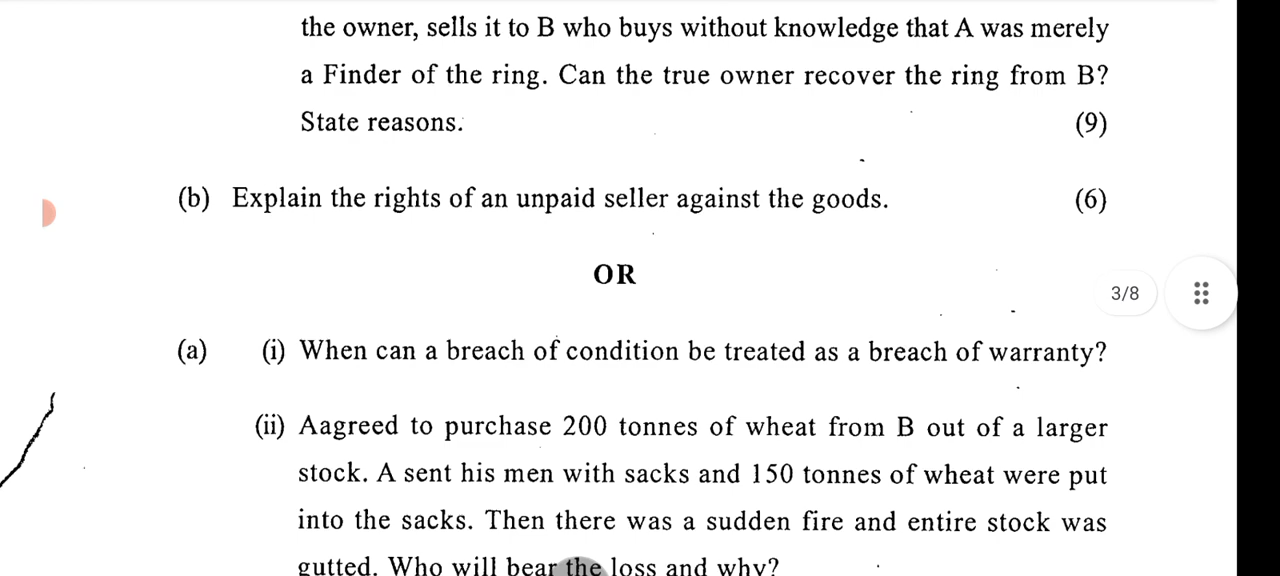 the owner, sells it to B who buys without knowledge that A was merely
a Finder of the ring. Can the true owner recover the ring from B?
State reasons. (9)
(b) Explain the rights of an unpaid seller against the goods. (6)
OR
3/8
(a) (i) When can a breach of condition be treated as a breach of warranty?
(ii) Aagreed to purchase 200 tonnes of wheat from B out of a larger
stock. A sent his men with sacks and 150 tonnes of wheat were put
into the sacks. Then there was a sudden fire and entire stock was
gutted. Who will bear the loss and why?